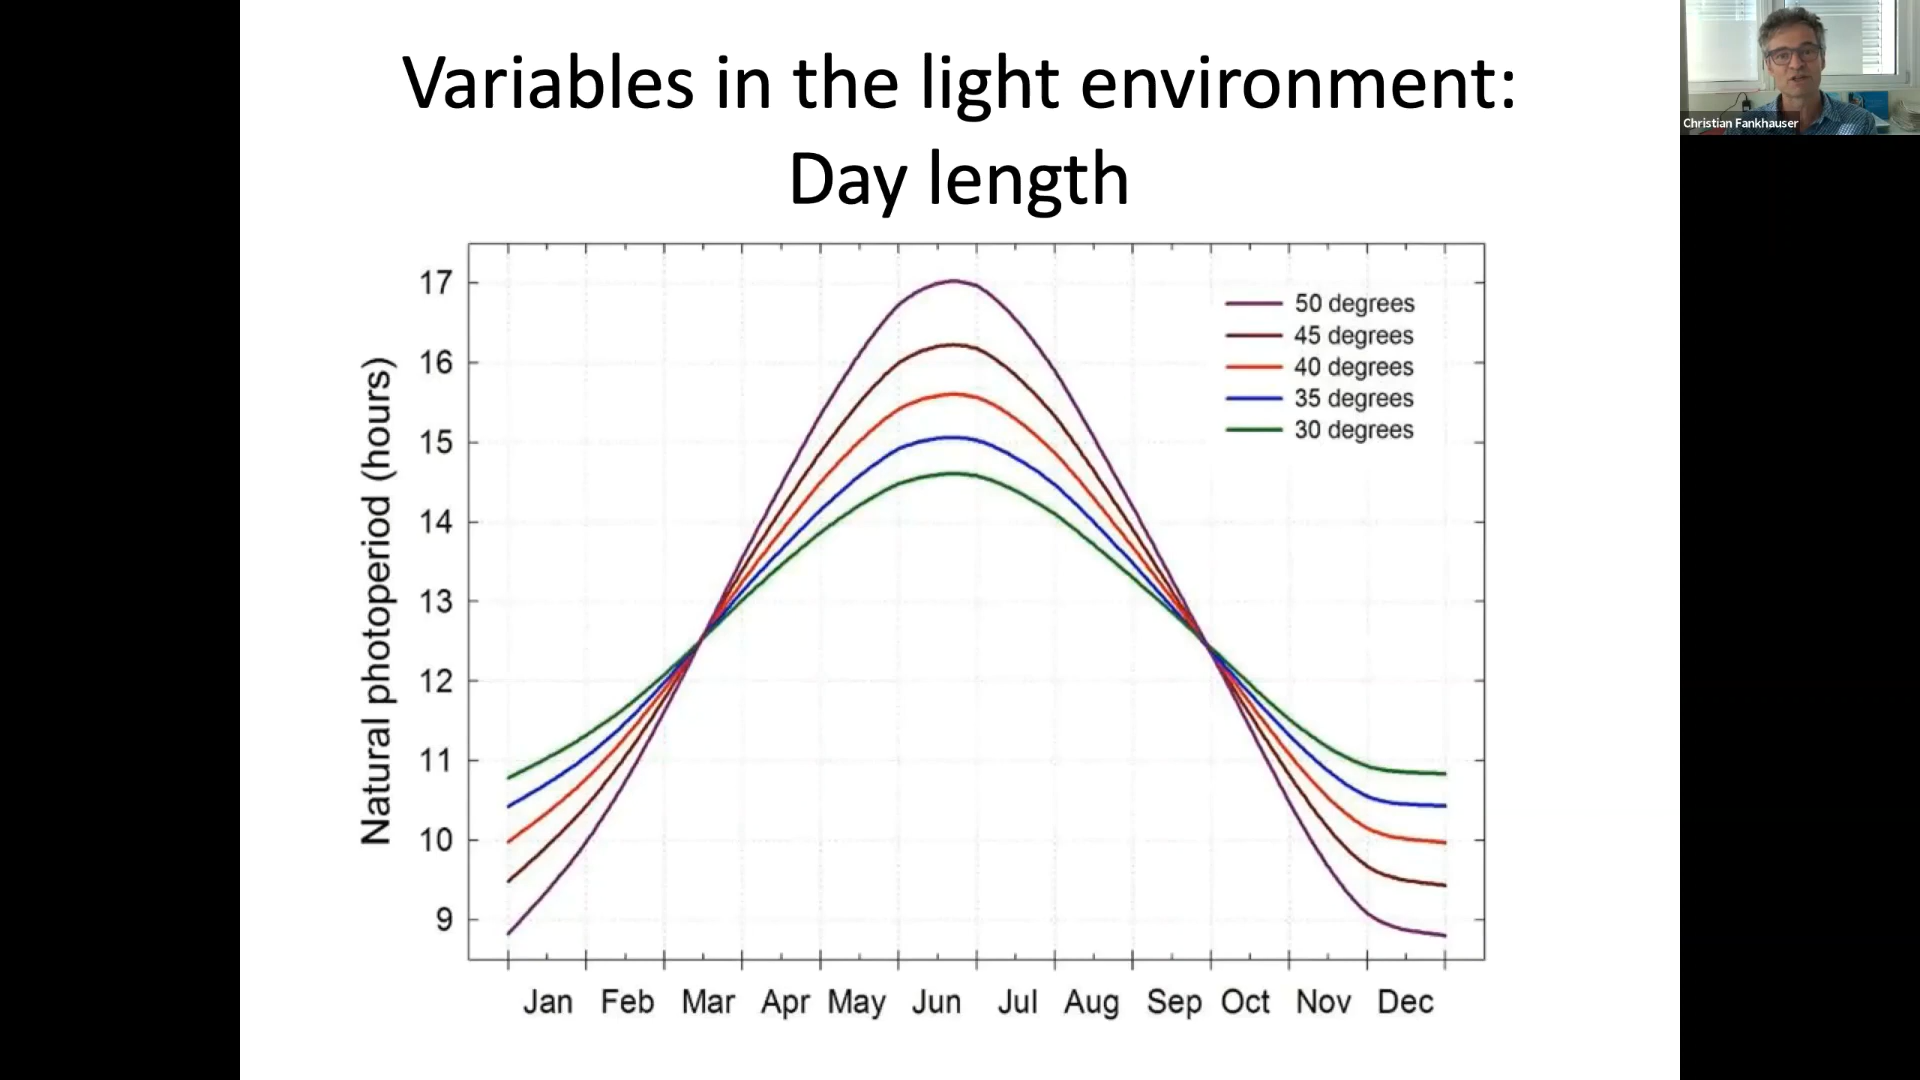 Variables in the light environment:
Day length
Christian Fankhauser
Natural photoperiod (hours)
17
16
15
14
13
12
11
10
9
50 degrees
45 degrees
40 degrees
35 degrees
30 degrees
Jan Feb Mar Apr May Jun Jul Aug Sep Oct Nov Dec